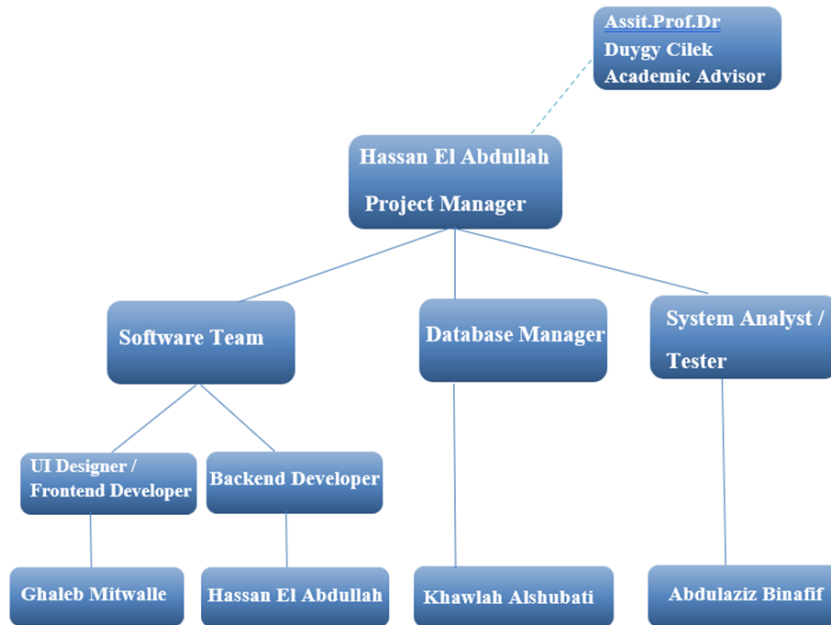 Assit.Prof.Dr
Duygy Cilek
Academic Advisor
Hassan El Abdullah
Project Manager
Software Team
Database Manager
System Analyst /
Tester
UI Designer /
Frontend Developer
Backend Developer
Ghaleb Mitwalle
Hassan El Abdullah
Khawlah Alshubati
Abdulaziz Binafif